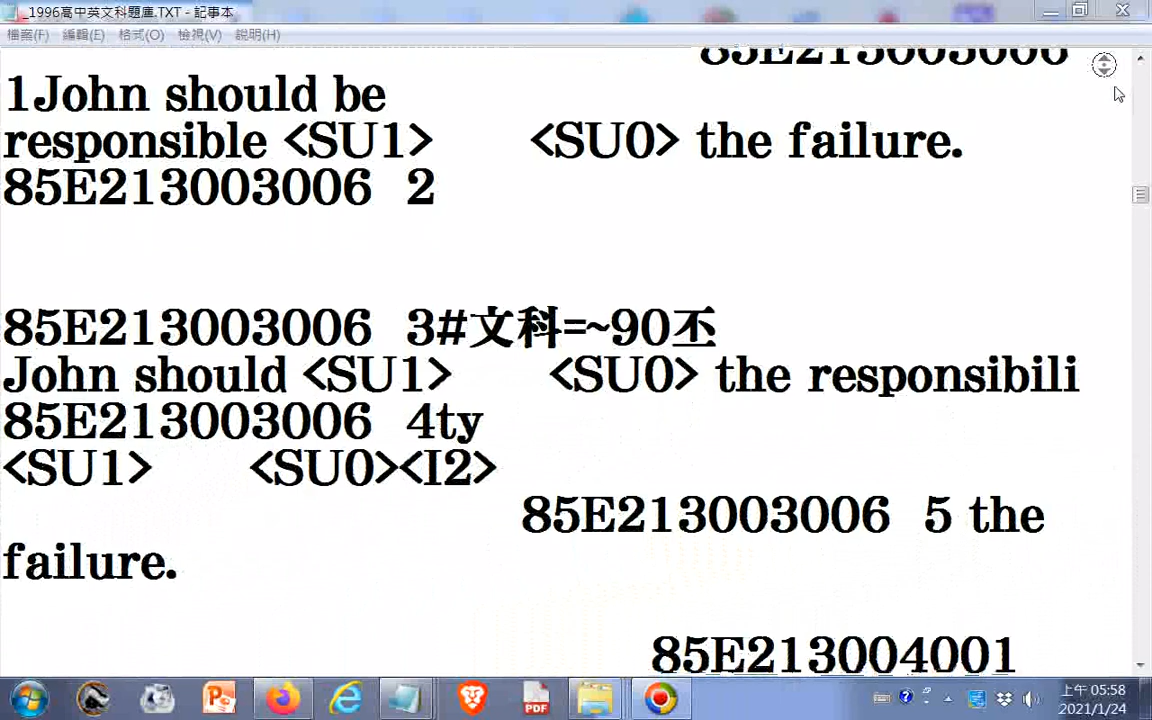 _1996高中英文科題庫.TXT - 記事本
檔案(F) 編輯(E) 格式(O) 檢視(V) 說明(H)
85E213003006
1John should be
responsible <SU1> <SU0> the failure.
85E213003006 2
85E213003006 3#文科=~90丕
John should <SU1> <SU0> the responsibili
85E213003006 4ty
<SU1> <SU0><I2>
85E213003006 5 the
failure.
85E213004001
PDF
上午 05:58
2021/1/24